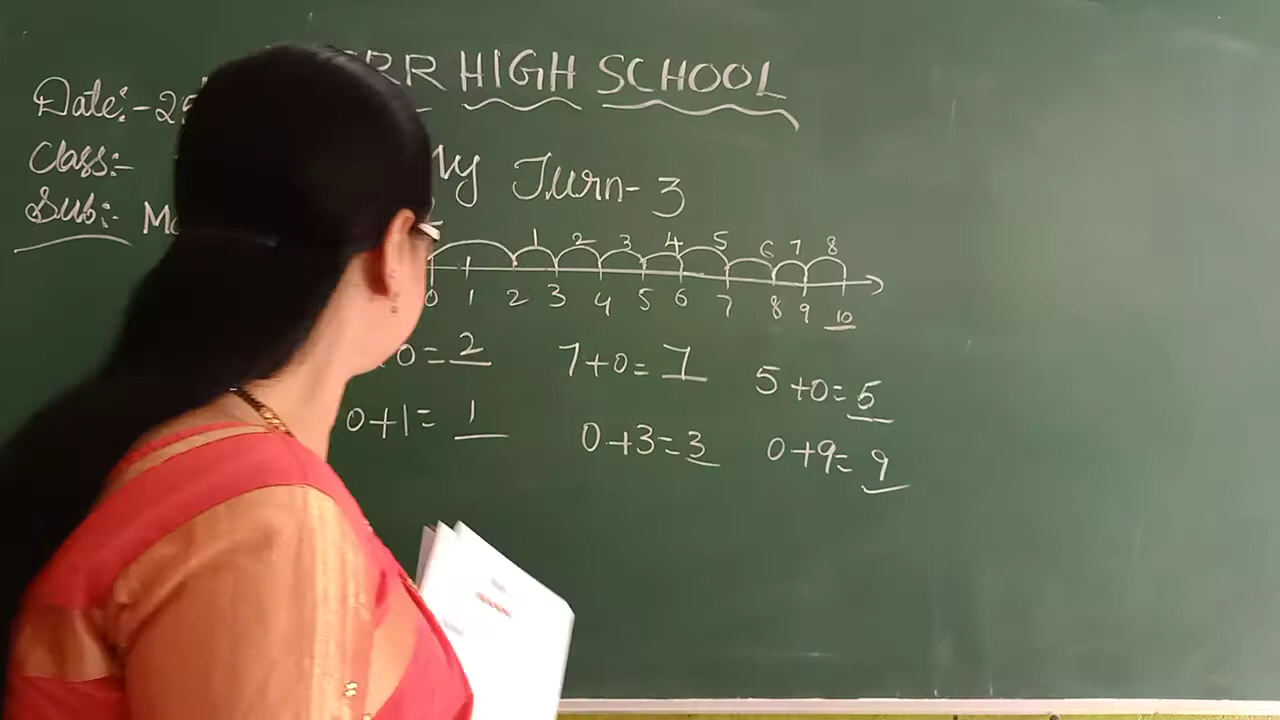 RR HIGH SCHOOL
Date:- 25
Class:-
My Turn-3
Sub:-
1 2 3 4 5 6 7 8
0 1 2 3 4 5 6 7 8 9 10
0=2 7+0=7 5+0=5
0+1=1 0+3=3 0+9=9